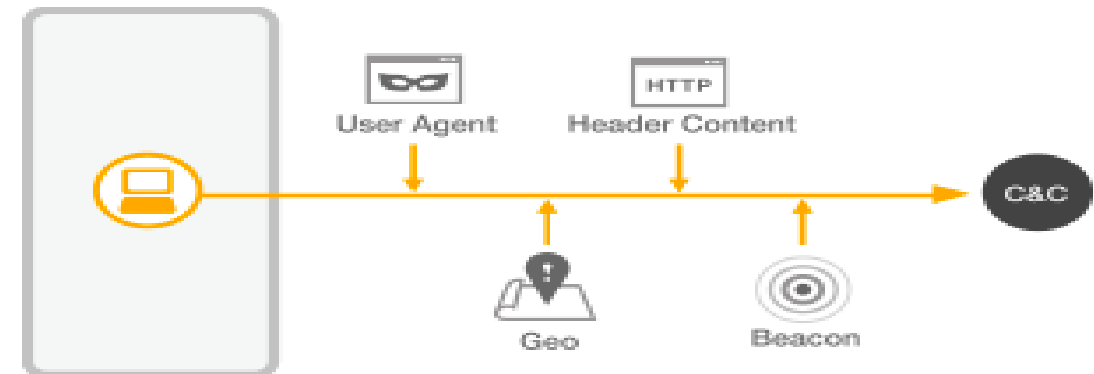 HTTP
User Agent
Header Content
C&C
Geo
Beacon